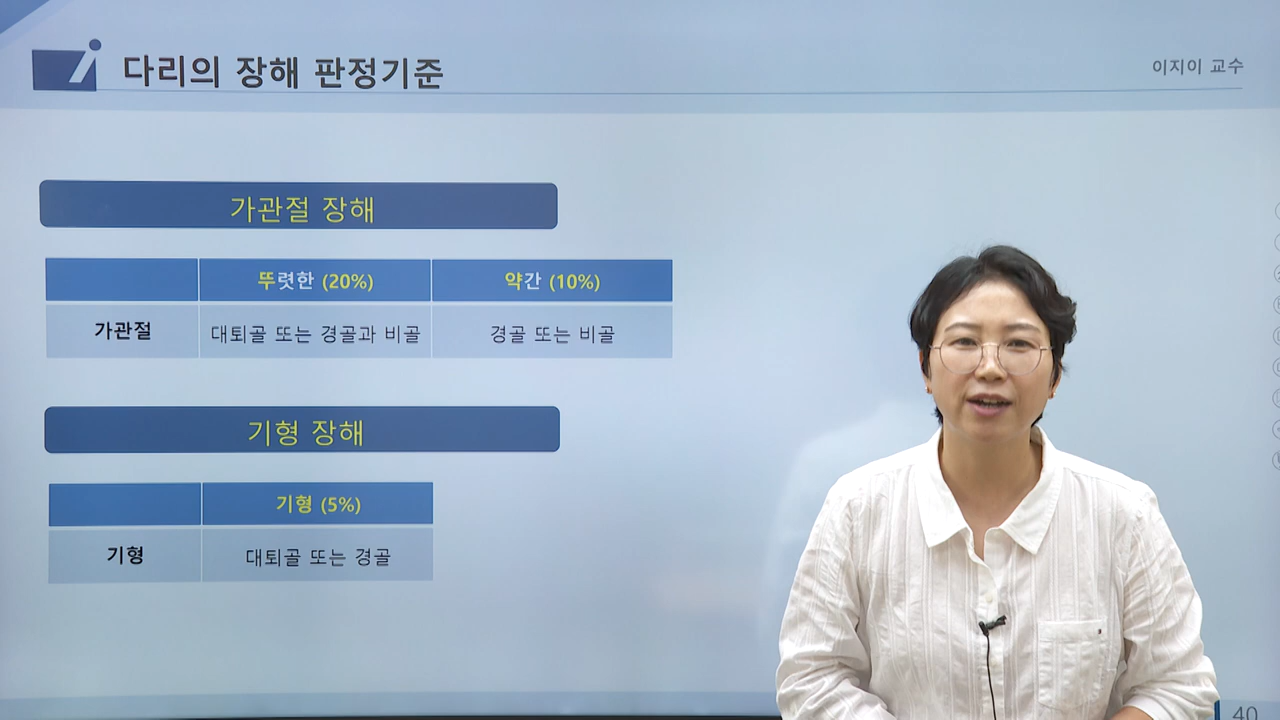 다리의 장해 판정기준
이지이 교수
가관절 장해
뚜렷한 (20%) 약간 (10%)
가관절 대퇴골 또는 경골과 비골 경골 또는 비골
기형 장해
기형 (5%)
기형 대퇴골 또는 경골
40